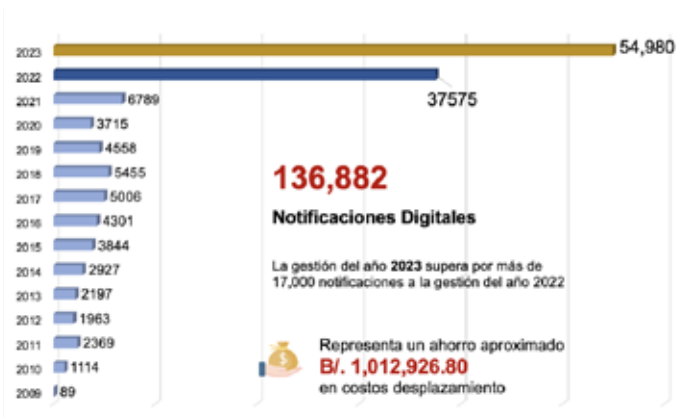 2023 54,980
2022 37575
2021 6789
2020 3715
2019 4558
2018 5455
2017 5006
2016 4301
2015 3844
2014 2927
2013 2197
2012 1963
2011 2369
2010 1114
2009 89
136,882
Notificaciones Digitales
La gestión del año 2023 supera por más de
17,000 notificaciones a la gestión del año 2022
$
Representa un ahorro aproximado
B/. 1,012,926.80
en costos desplazamiento